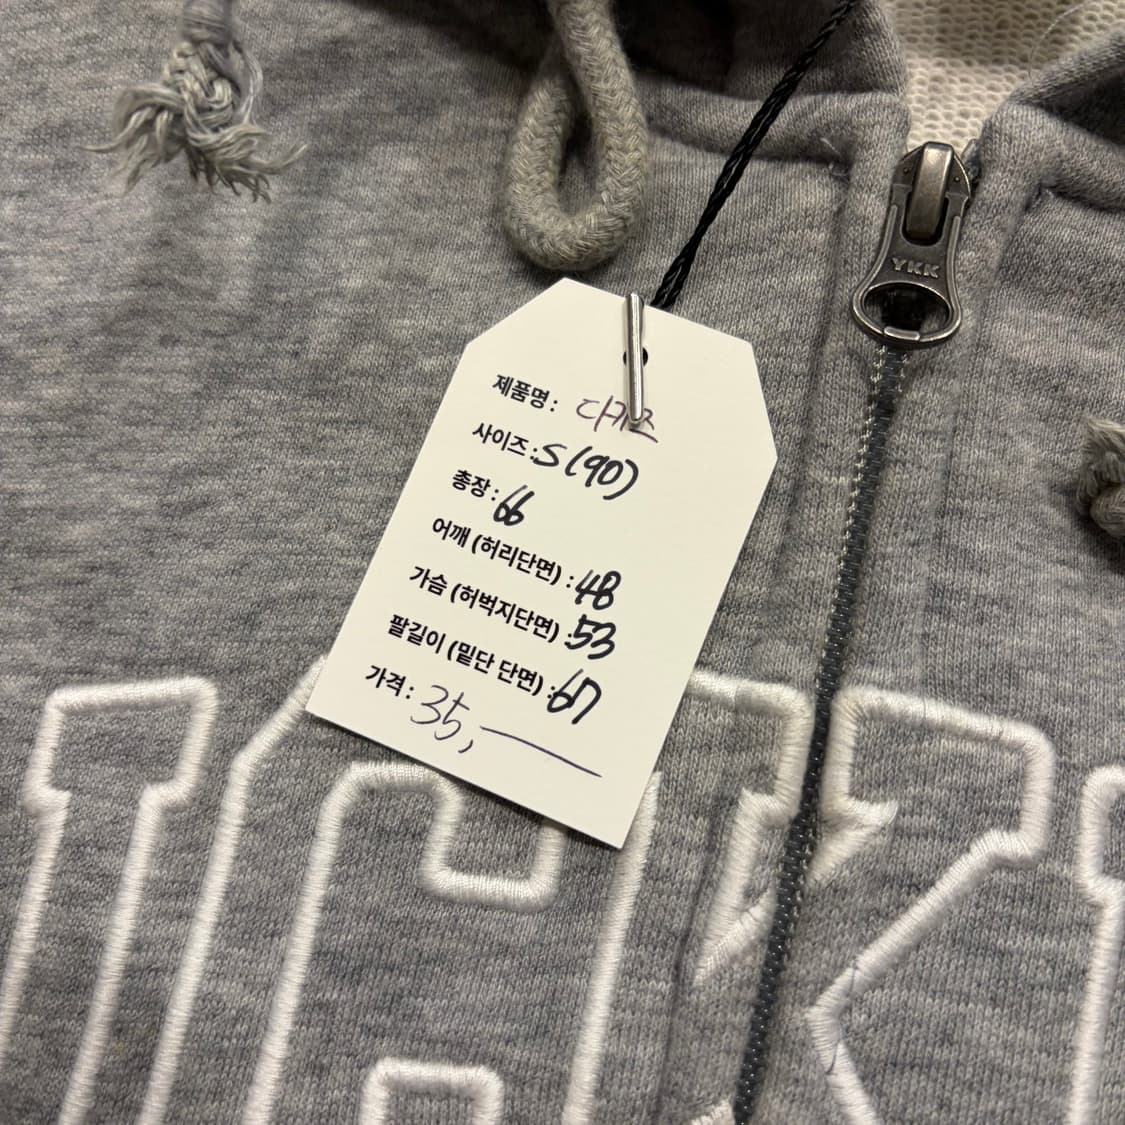 YKK
제품명: 디키즈
사이즈: S (90)
총장: 66
어깨 (허리단면) : 48
가슴 (허벅지단면) : 53
팔길이 (밑단 단면) : 67
가격: 35,—
ICK